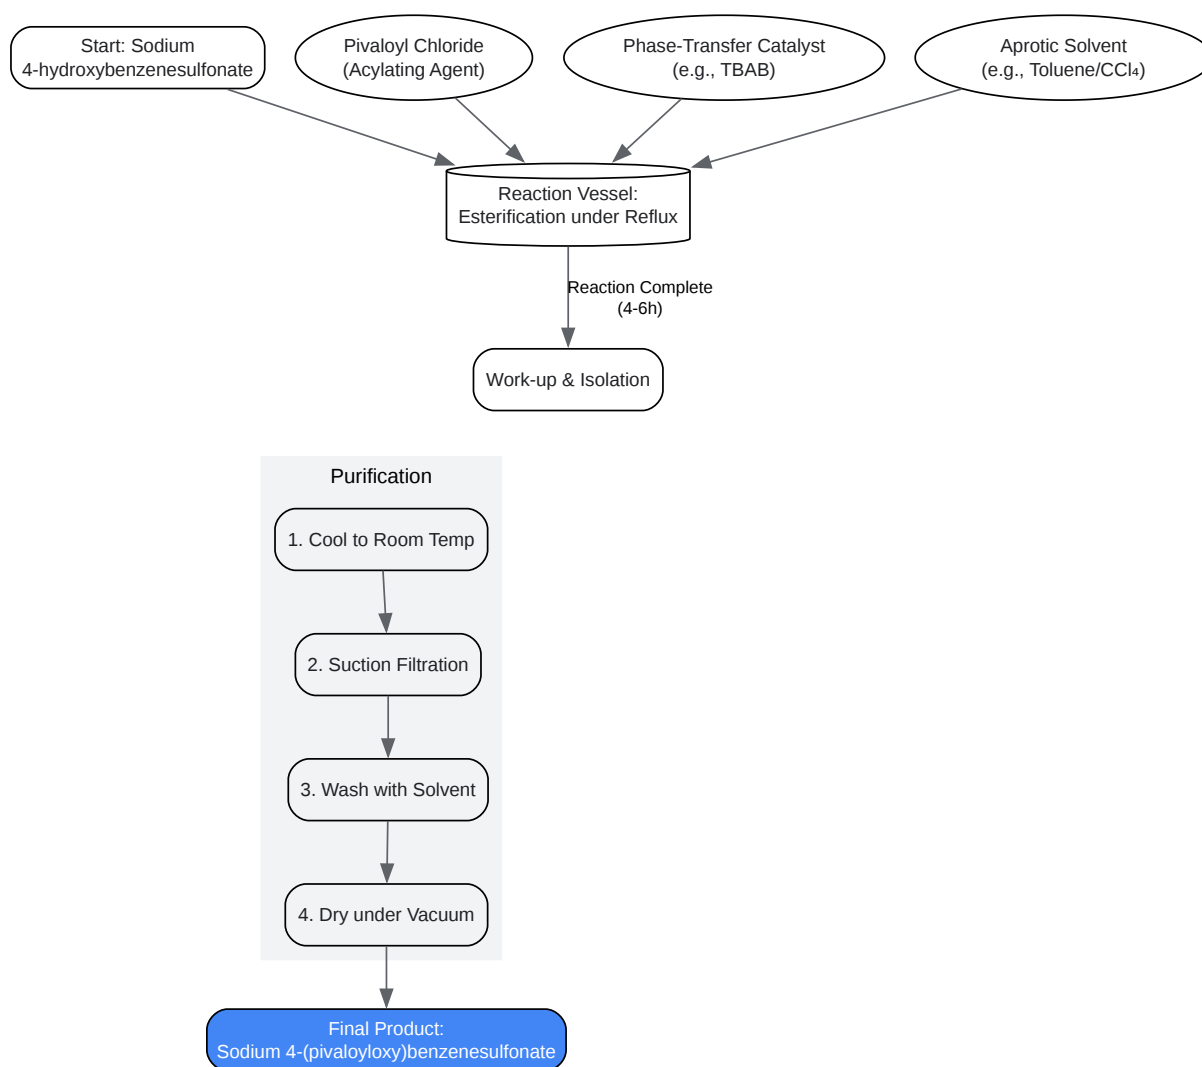 Start: Sodium
4-hydroxybenzenesulfonate
Pivaloyl Chloride
(Acylating Agent)
Phase-Transfer Catalyst
(e.g., TBAB)
Aprotic Solvent
(e.g., Toluene/CCl₄)
Reaction Vessel:
Esterification under Reflux
Reaction Complete
(4-6h)
Work-up & Isolation
Purification
1. Cool to Room Temp
2. Suction Filtration
3. Wash with Solvent
4. Dry under Vacuum
Final Product:
Sodium 4-(pivaloyloxy)benzenesulfonate